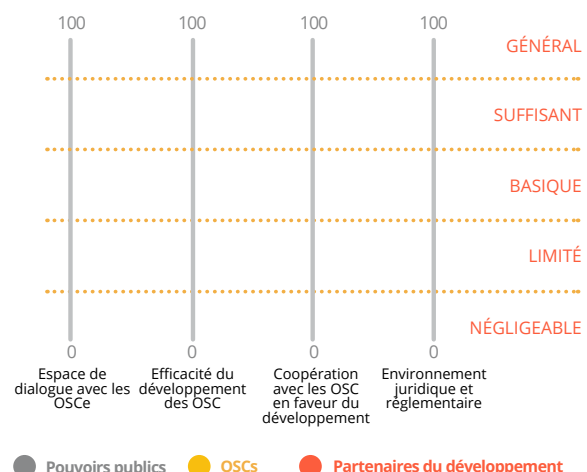 100 100 100 100
GÉNÉRAL
SUFFISANT
BASIQUE
LIMITÉ
NÉGLIGEABLE
0 0 0 0
Espace de
dialogue avec les
OSCe
Efficacité du
développement
des OSC
Coopération
avec les OSC
en faveur du
développement
Environnement
juridique et
réglementaire
Pouvoirs publics OSCs Partenaires du développement